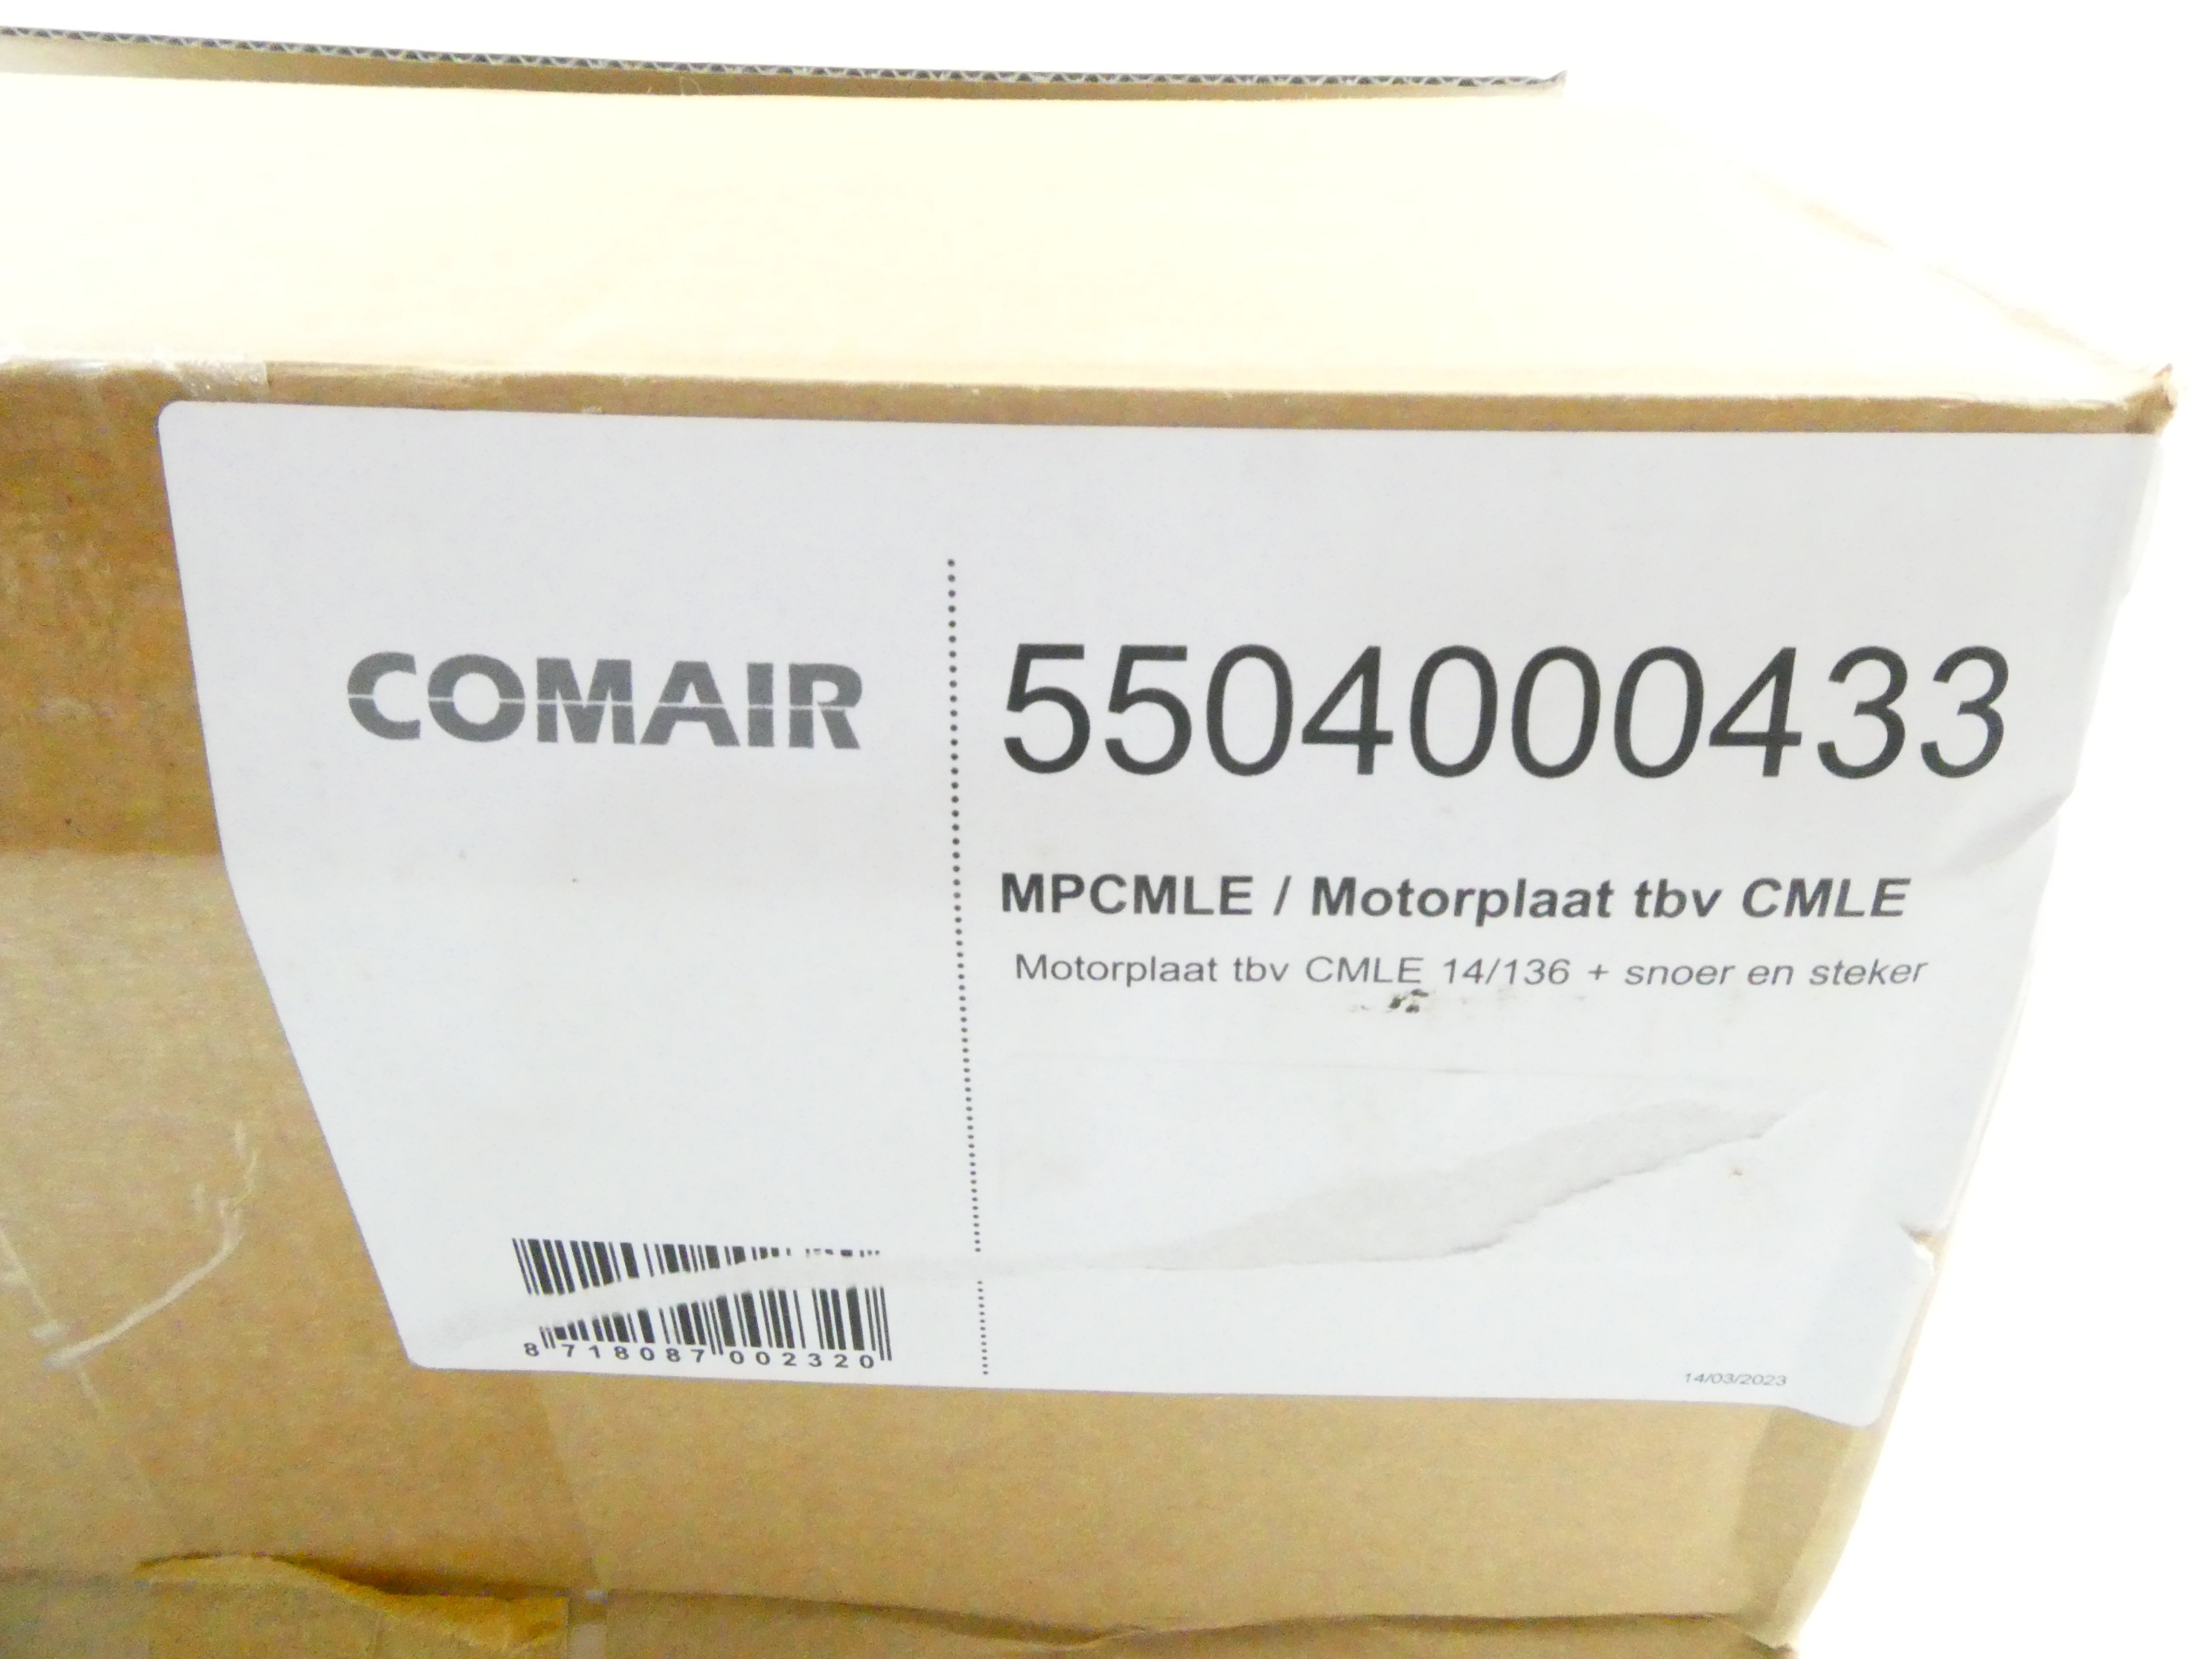 COMAIR
5504000433
MPCMLE / Motorplaat tbv CMLE
Motorplaat tbv CMLE 14/136 + snoer en steker
8 718087 002320
14/03/2023